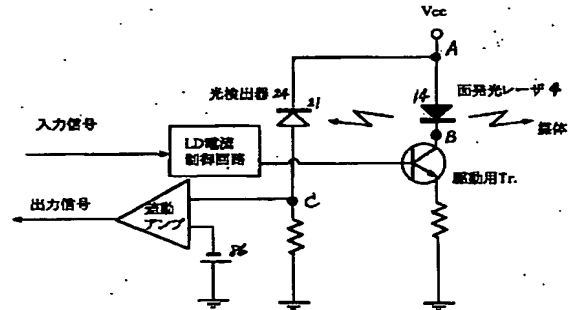 Vcc
A
光検出器 24
21
14
面発光レーザ 4
入力信号
LD電流
制御回路
B
媒体
駆動用Tr.
出力信号
差動
アンプ
C
86